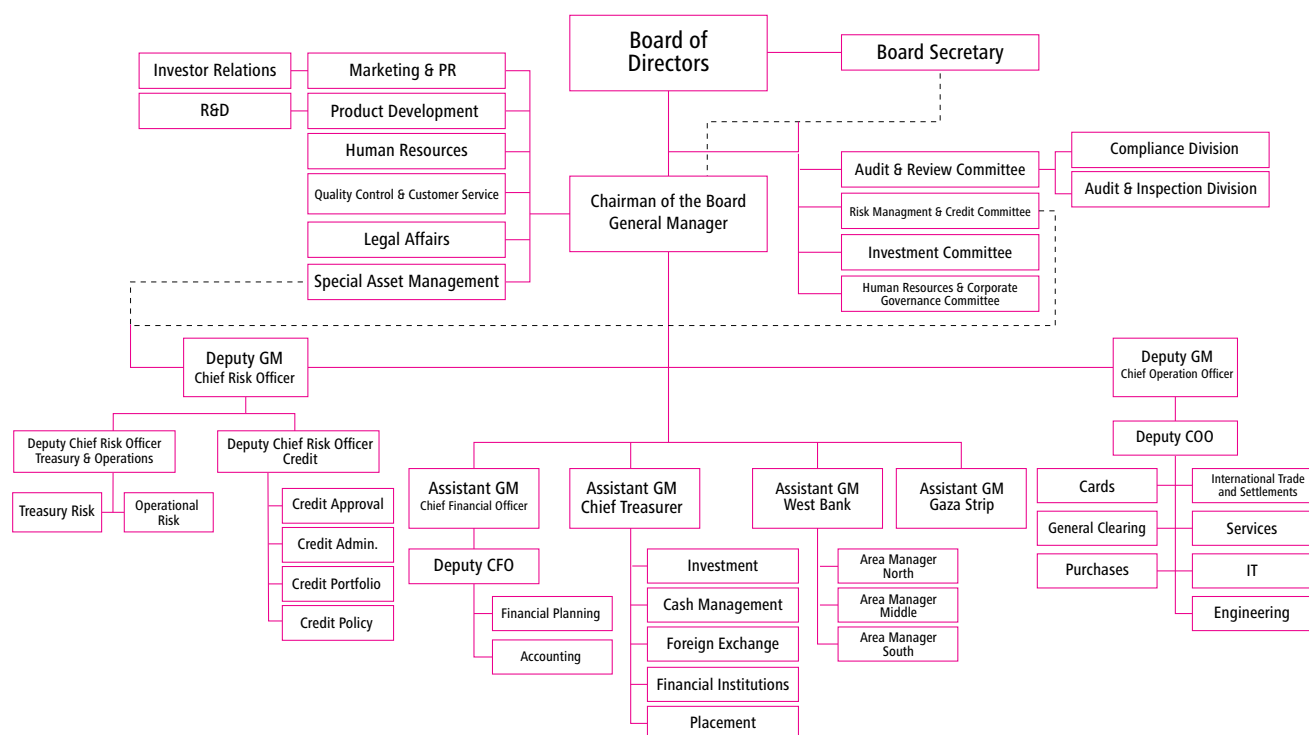 Board of
Directors
Board Secretary
Investor Relations
Marketing & PR
R&D
Product Development
Human Resources
Quality Control & Customer Service
Legal Affairs
Special Asset Management
Chairman of the Board
General Manager
Audit & Review Committee
Compliance Division
Audit & Inspection Division
Risk Managment & Credit Committee
Investment Committee
Human Resources & Corporate
Governance Committee
Deputy GM
Chief Risk Officer
Deputy GM
Chief Operation Officer
Deputy Chief Risk Officer
Treasury & Operations
Deputy Chief Risk Officer
Credit
Treasury Risk
Operational
Risk
Credit Approval
Credit Admin.
Credit Portfolio
Credit Policy
Assistant GM
Chief Financial Officer
Deputy CFO
Financial Planning
Accounting
Assistant GM
Chief Treasurer
Investment
Cash Management
Foreign Exchange
Financial Institutions
Placement
Assistant GM
West Bank
Area Manager
North
Area Manager
Middle
Area Manager
South
Assistant GM
Gaza Strip
Deputy COO
Cards
International Trade
and Settlements
General Clearing
Services
Purchases
IT
Engineering